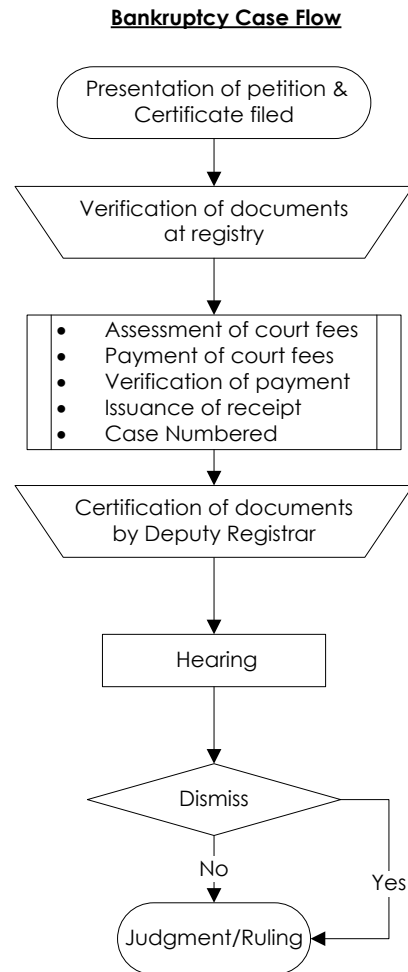 Bankruptcy Case Flow
Presentation of petition &
Certificate filed
Verification of documents
at registry
• Assessment of court fees
• Payment of court fees
• Verification of payment
• Issuance of receipt
• Case Numbered
Certification of documents
by Deputy Registrar
Hearing
Dismiss
No
Yes
Judgment/Ruling